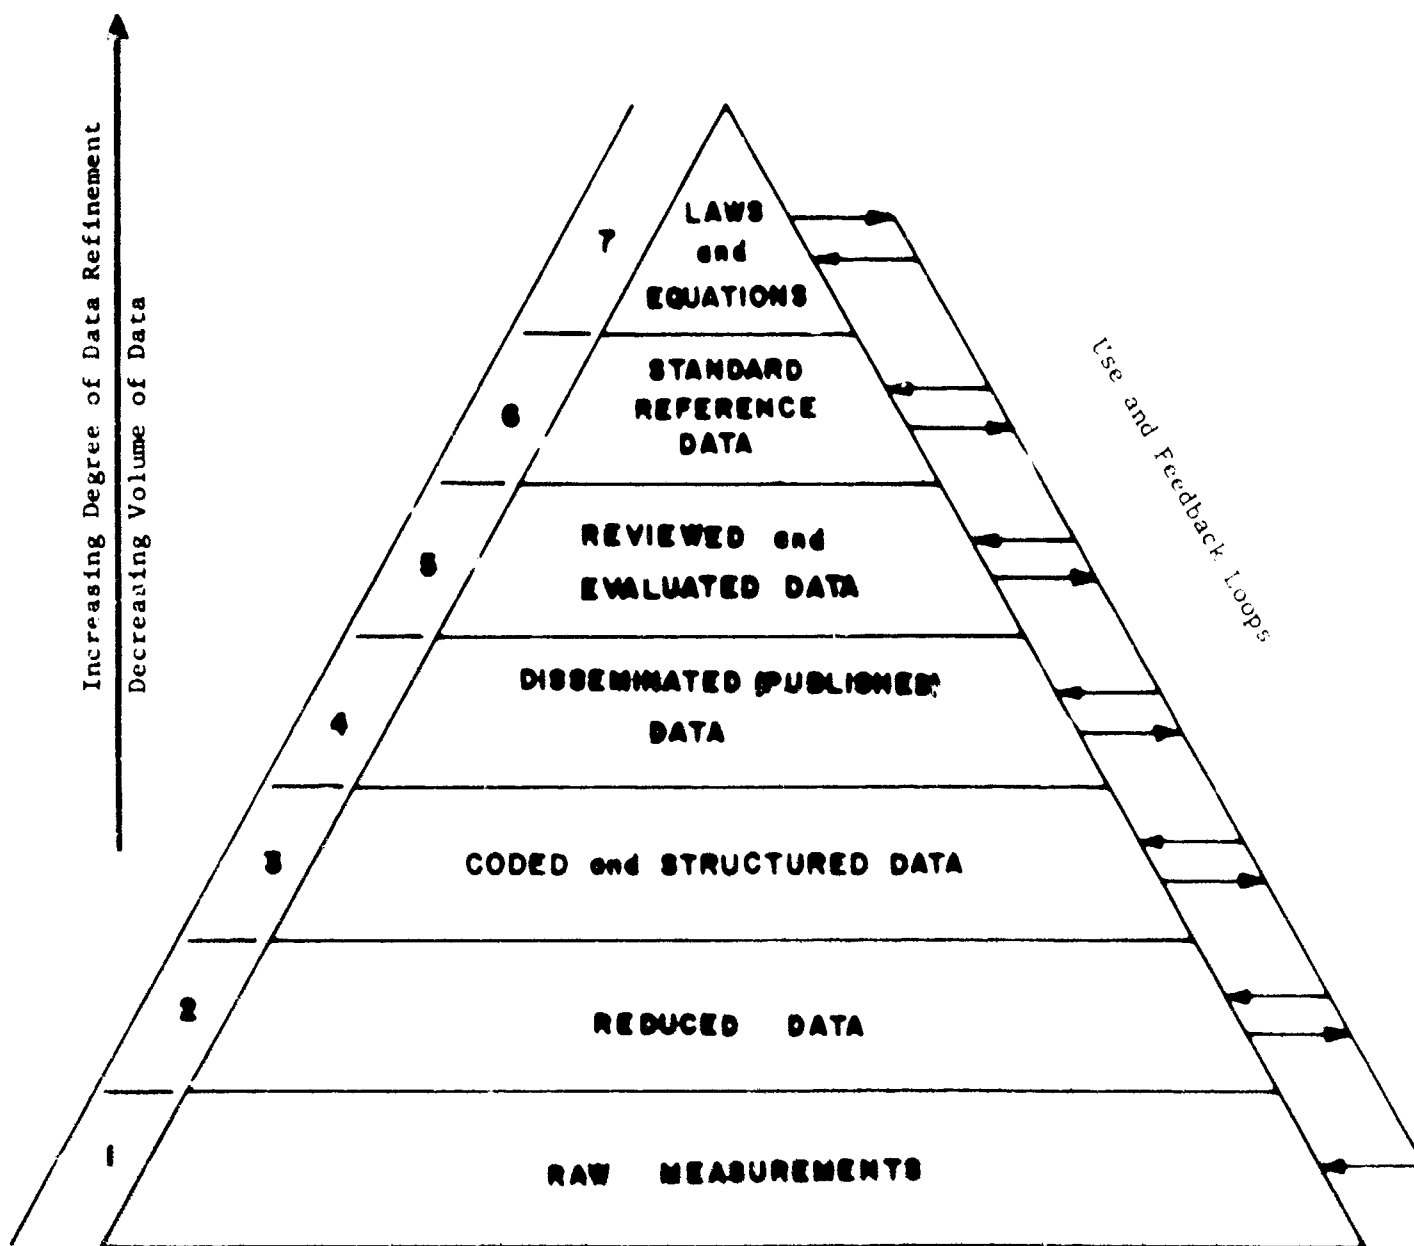 Increasing Degree of Data Refinement
Decreasing Volume of Data
7
LAWS
and
EQUATIONS
6
STANDARD
REFERENCE
DATA
5
REVIEWED and
EVALUATED DATA
4
DISSEMINATED (PUBLISHED)
DATA
3
CODED and STRUCTURED DATA
2
REDUCED DATA
1
RAW MEASUREMENTS
Use and Feedback Loops